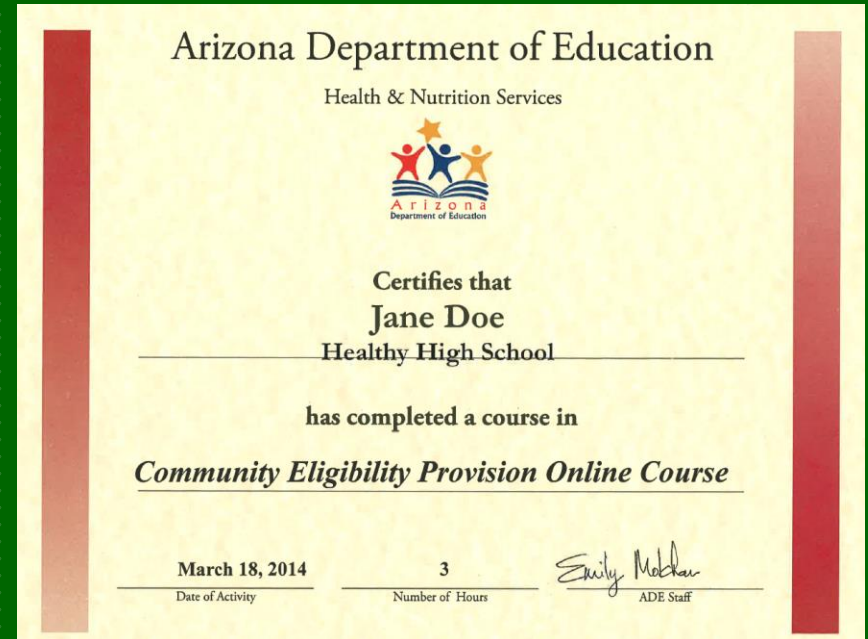 Arizona Department of Education
Health & Nutrition Services
Arizona
Department of Education
Certifies that
Jane Doe
Healthy High School
has completed a course in
Community Eligibility Provision Online Course
March 18, 2014 3 Emily
Date of Activity Number of Hours ADE Staff